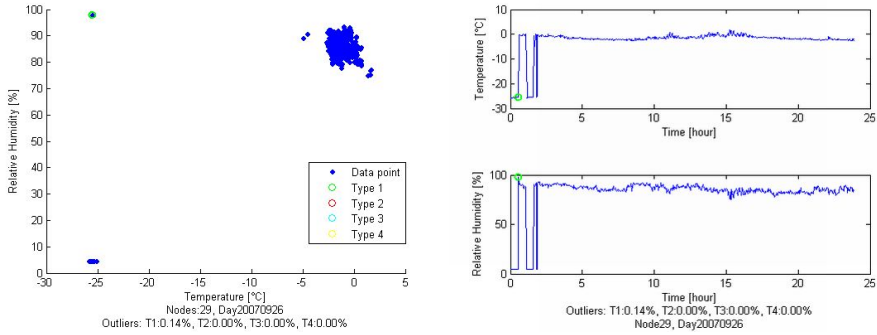 100
90
80
70
60
50
40
30
20
10
0
Relative Humidity [%]
-30
-25
-20
-15
-10
-5
0
5
Temperature [°C]
Nodes:29, Day20070926
Outliers: T1:0.14%, T2:0.00%, T3:0.00%, T4:0.00%
Data point
Type 1
Type 2
Type 3
Type 4
10
0
-10
-20
-30
Temperature [°C]
0
5
10
15
20
25
Time [hour]
100
50
0
Relative Humidity [%]
0
5
10
15
20
25
Time [hour]
Outliers: T1:0.14%, T2:0.00%, T3:0.00%, T4:0.00%
Node29, Day20070926